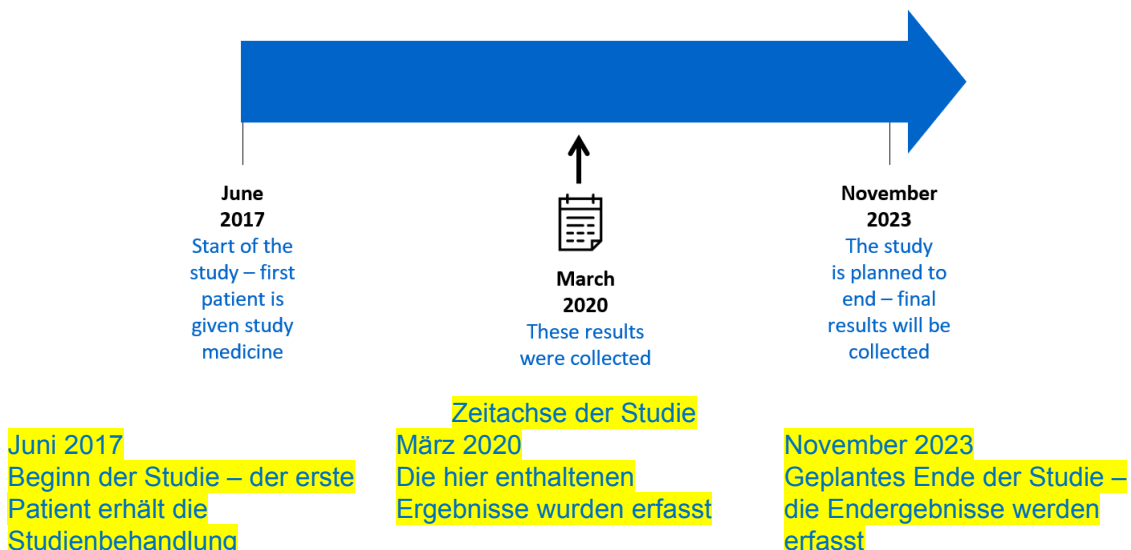 June
2017
Start of the
study – first
patient is
given study
medicine
March
2020
These results
were collected
November
2023
The study
is planned to
end – final
results will be
collected
Zeitachse der Studie
Juni 2017
Beginn der Studie – der erste
Patient erhält die
Studienbehandlung
März 2020
Die hier enthaltenen
Ergebnisse wurden erfasst
November 2023
Geplantes Ende der Studie –
die Endergebnisse werden
erfasst